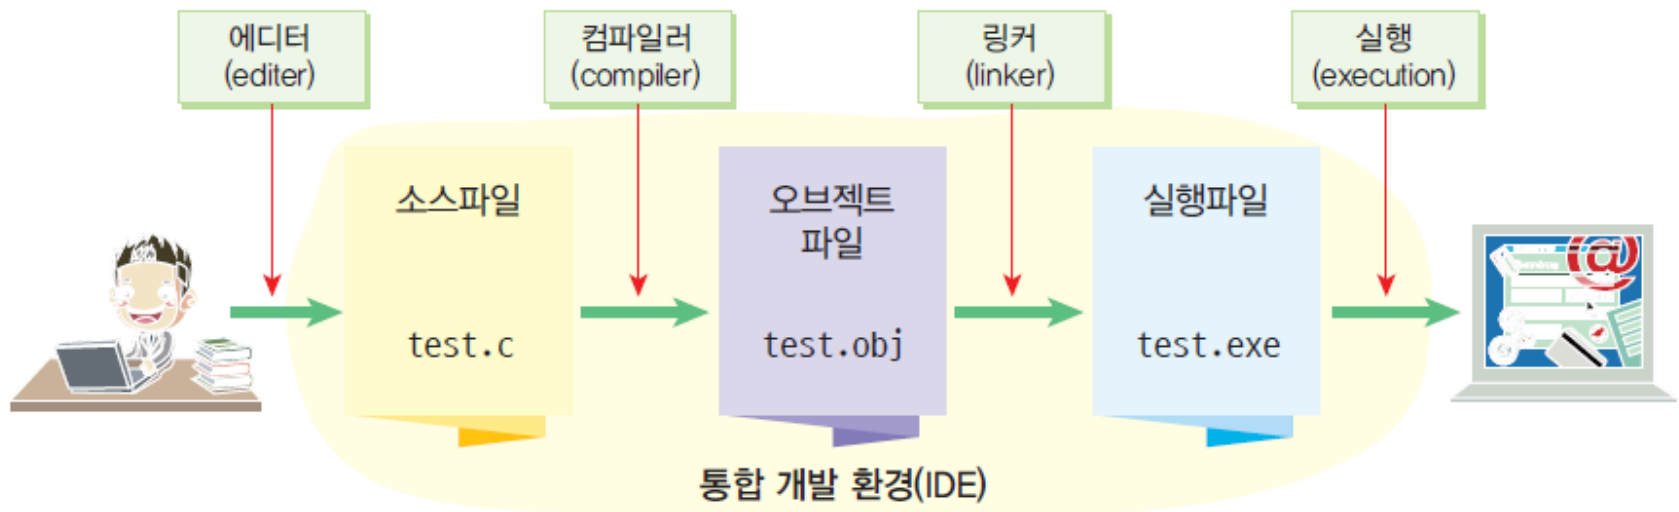 에디터
(editer)
컴파일러
(compiler)
링커
(linker)
실행
(execution)
소스파일
test.c
오브젝트
파일
test.obj
실행파일
test.exe
@
통합 개발 환경(IDE)